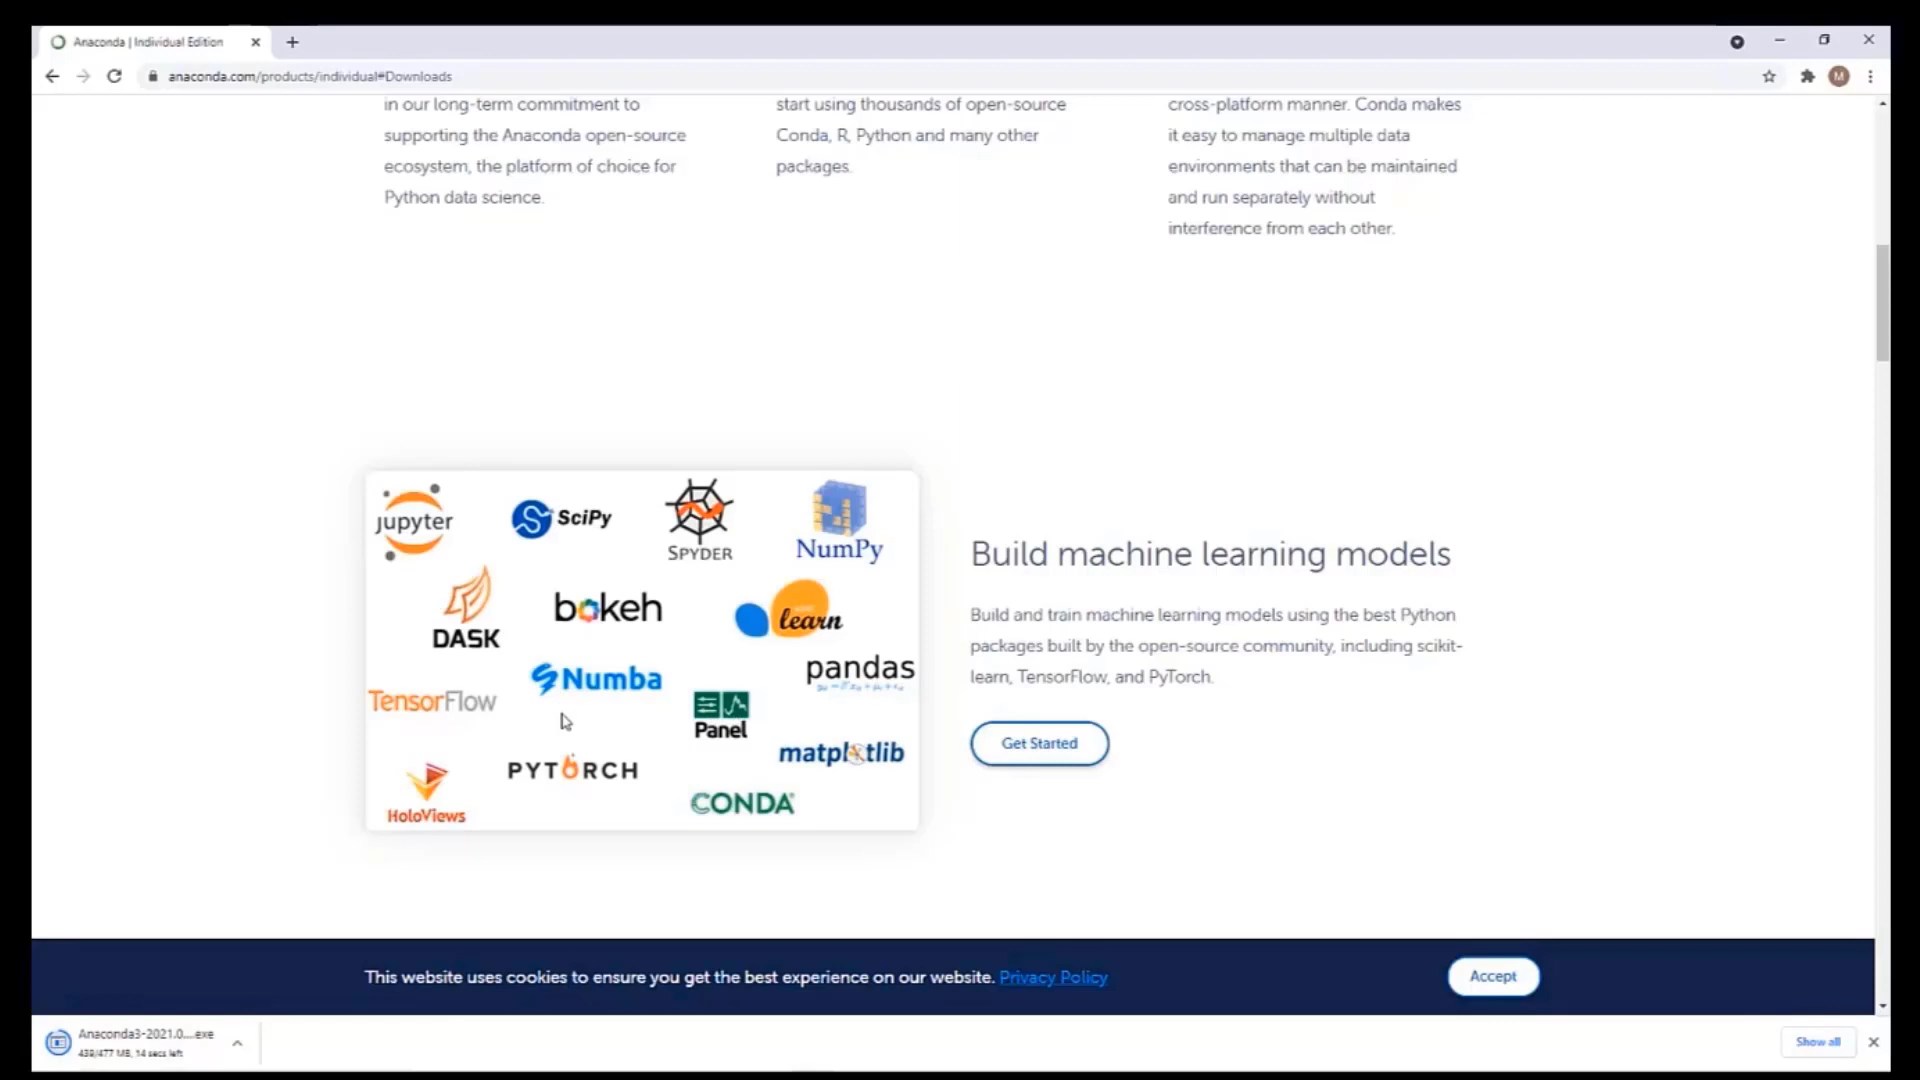 Anaconda | Individual Edition
anaconda.com/products/individual#Downloads
M
in our long-term commitment to
supporting the Anaconda open-source
ecosystem, the platform of choice for
Python data science.
start using thousands of open-source
Conda, R, Python and many other
packages.
cross-platform manner. Conda makes
it easy to manage multiple data
environments that can be maintained
and run separately without
interference from each other.
jupyter
SciPy
SPYDER
NumPy
DASK
bokeh
learn
TensorFlow
Numba
pandas
Panel
matplotlib
PYTORCH
HoloViews
CONDA
Build machine learning models
Build and train machine learning models using the best Python
packages built by the open-source community, including scikit-
learn, TensorFlow, and PyTorch.
Get Started
This website uses cookies to ensure you get the best experience on our website. Privacy Policy
Accept
Anaconda3-2021.0....exe
439/477 MB, 14 secs left
Show all